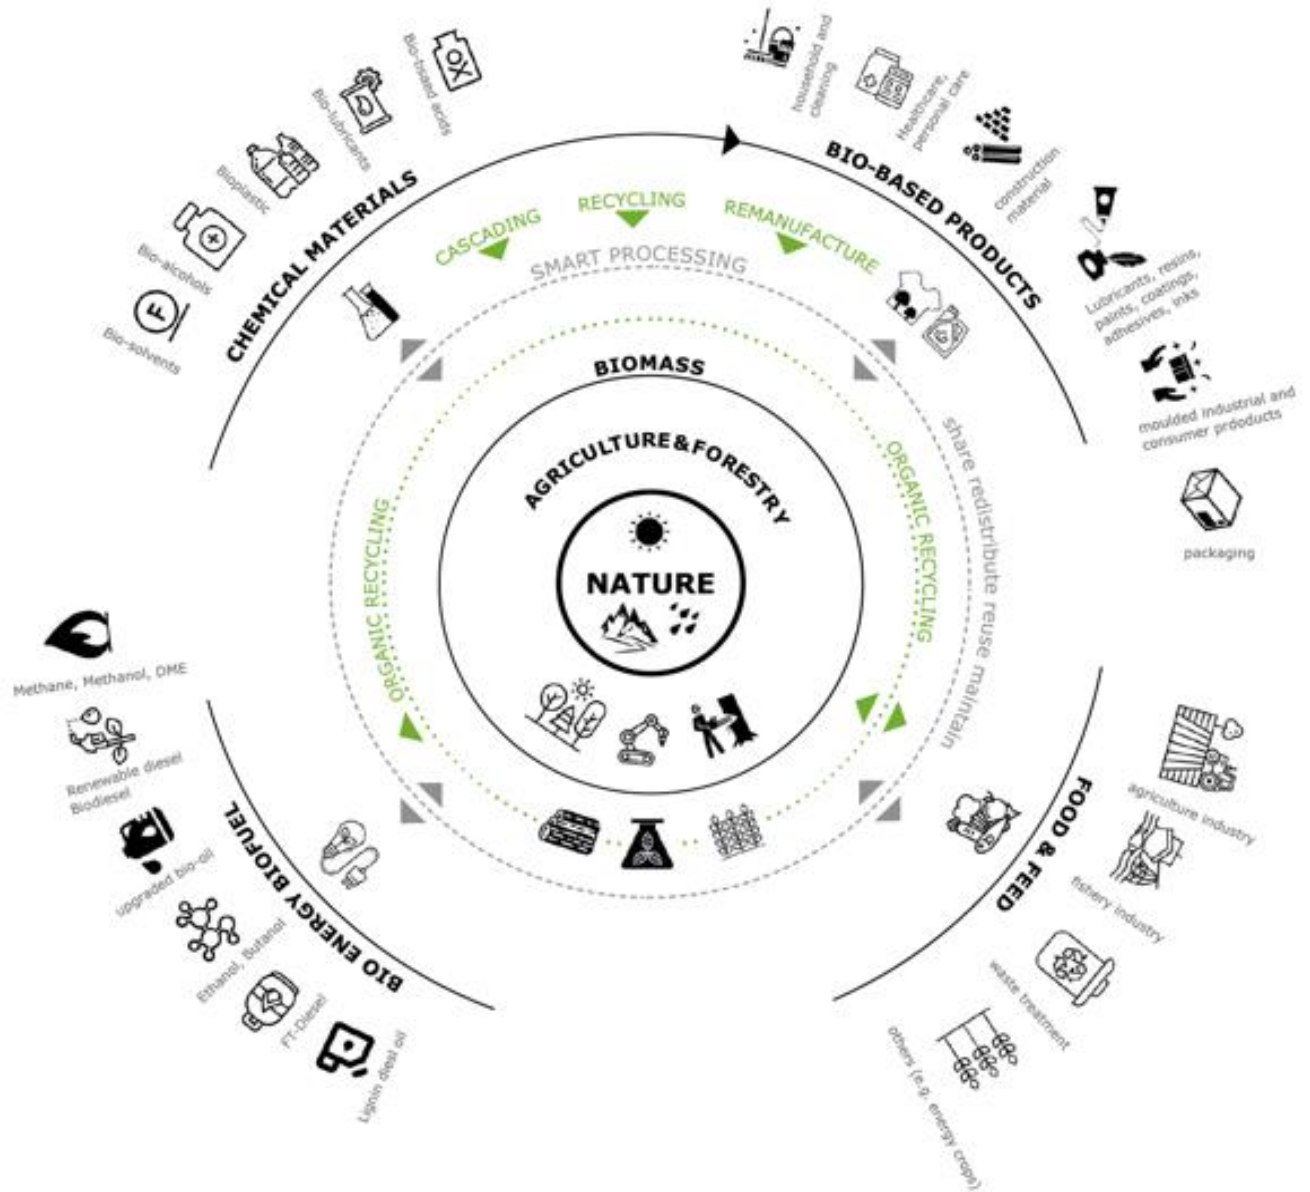 Bio-bsaed acids
Bio-lubricants
Bioplastic
Bio-alcohols
Bio-solvents
CHEMICAL MATERIALS
OX
F
household and
cleaning
Healthcare,
personal care
construction
material
Lubricants, resins,
paints, coatings,
adhesives, inks
moulded industrial and
consumer prdoducts
packaging
BIO-BASED PRODUCTS
CASCADING
RECYCLING
REMANUFACTURE
SMART PROCESSING
BIOMASS
AGRICULTURE & FORESTRY
NATURE
ORGANIC RECYCLING
ORGANIC RECYCLING
share redistribute reuse maintain
Methane, Methanol, DME
Renewable diesel
Biodiesel
upgraded bio-oil
Ethanol, Butanol
FT-Diesel
Lignin diesl oil
BIO ENERGY BIOFUEL
FOOD & FEED
agriculture industry
fishery industry
waste treatment
others (e.g. energy crops)